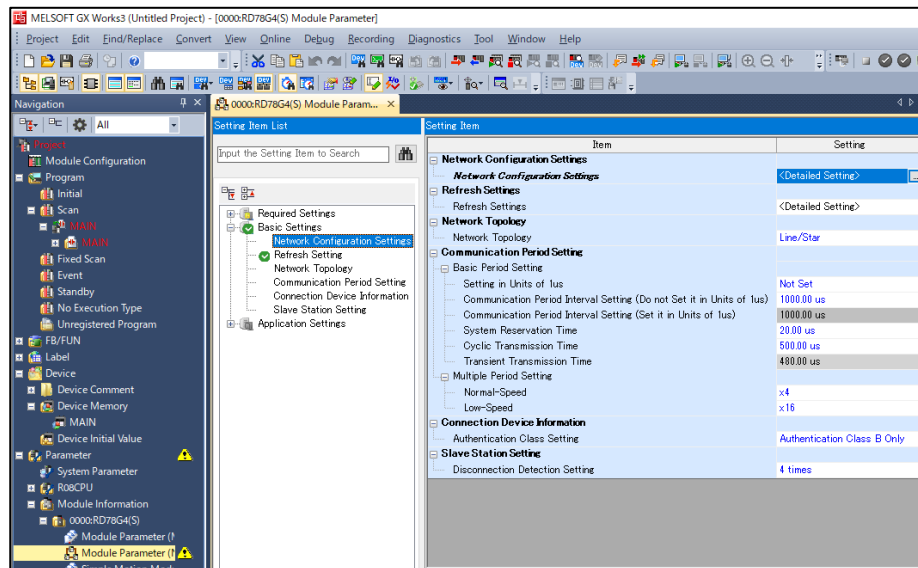 MELSOFT GX Works3 (Untitled Project) - [0000:RD78G4(S) Module Parameter]
Project Edit Find/Replace Convert View Online Debug Recording Diagnostics Tool Window Help
Navigation
All
Project
Module Configuration
Program
Initial
Scan
MAIN
MAIN
Fixed Scan
Event
Standby
No Execution Type
Unregistered Program
FB/FUN
Label
Device
Device Comment
Device Memory
MAIN
Device Initial Value
Parameter
System Parameter
R08CPU
Module Information
0000:RD78G4(S)
Module Parameter (
Module Parameter (
0000:RD78G4(S) Module Param...
Setting Item List
Input the Setting Item to Search
Required Settings
Basic Settings
Network Configuration Settings
Refresh Setting
Network Topology
Communication Period Setting
Connection Device Information
Slave Station Setting
Application Settings
Setting Item
Item Setting
Network Configuration Settings
Network Configuration Settings <Detailed Setting> ...
Refresh Settings
Refresh Settings <Detailed Setting>
Network Topology
Network Topology Line/Star
Communication Period Setting
Basic Period Setting
Setting in Units of 1us Not Set
Communication Period Interval Setting (Do not Set it in Units of 1us) 1000.00 us
Communication Period Interval Setting (Set it in Units of 1us) 1000.00 us
System Reservation Time 20.00 us
Cyclic Transmission Time 500.00 us
Transient Transmission Time 480.00 us
Multiple Period Setting
Normal-Speed x4
Low-Speed x16
Connection Device Information
Authentication Class Setting Authentication Class B Only
Slave Station Setting
Disconnection Detection Setting 4 times